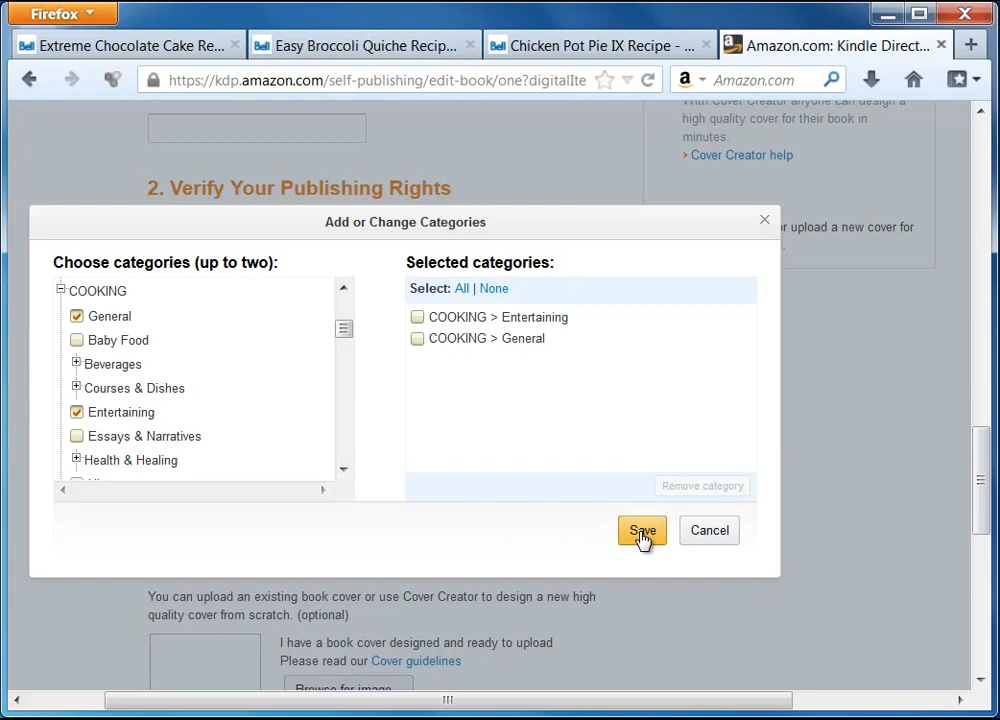 Firefox
Bell Extreme Chocolate Cake Re...
Bell Easy Broccoli Quiche Recip...
Bell Chicken Pot Pie IX Recipe - ...
Amazon.com: Kindle Direct...
https://kdp.amazon.com/self-publishing/edit-book/one?digitalIte
a Amazon.com
With Cover Creator anyone can design a
high quality cover for their book in
minutes.
› Cover Creator help
2. Verify Your Publishing Rights
Add or Change Categories
or upload a new cover for
Choose categories (up to two):
COOKING
General
Baby Food
Beverages
Courses & Dishes
Entertaining
Essays & Narratives
Health & Healing
Selected categories:
Select: All | None
COOKING > Entertaining
COOKING > General
Remove category
Save
Cancel
You can upload an existing book cover or use Cover Creator to design a new high
quality cover from scratch. (optional)
I have a book cover designed and ready to upload
Please read our Cover guidelines
Browse for image